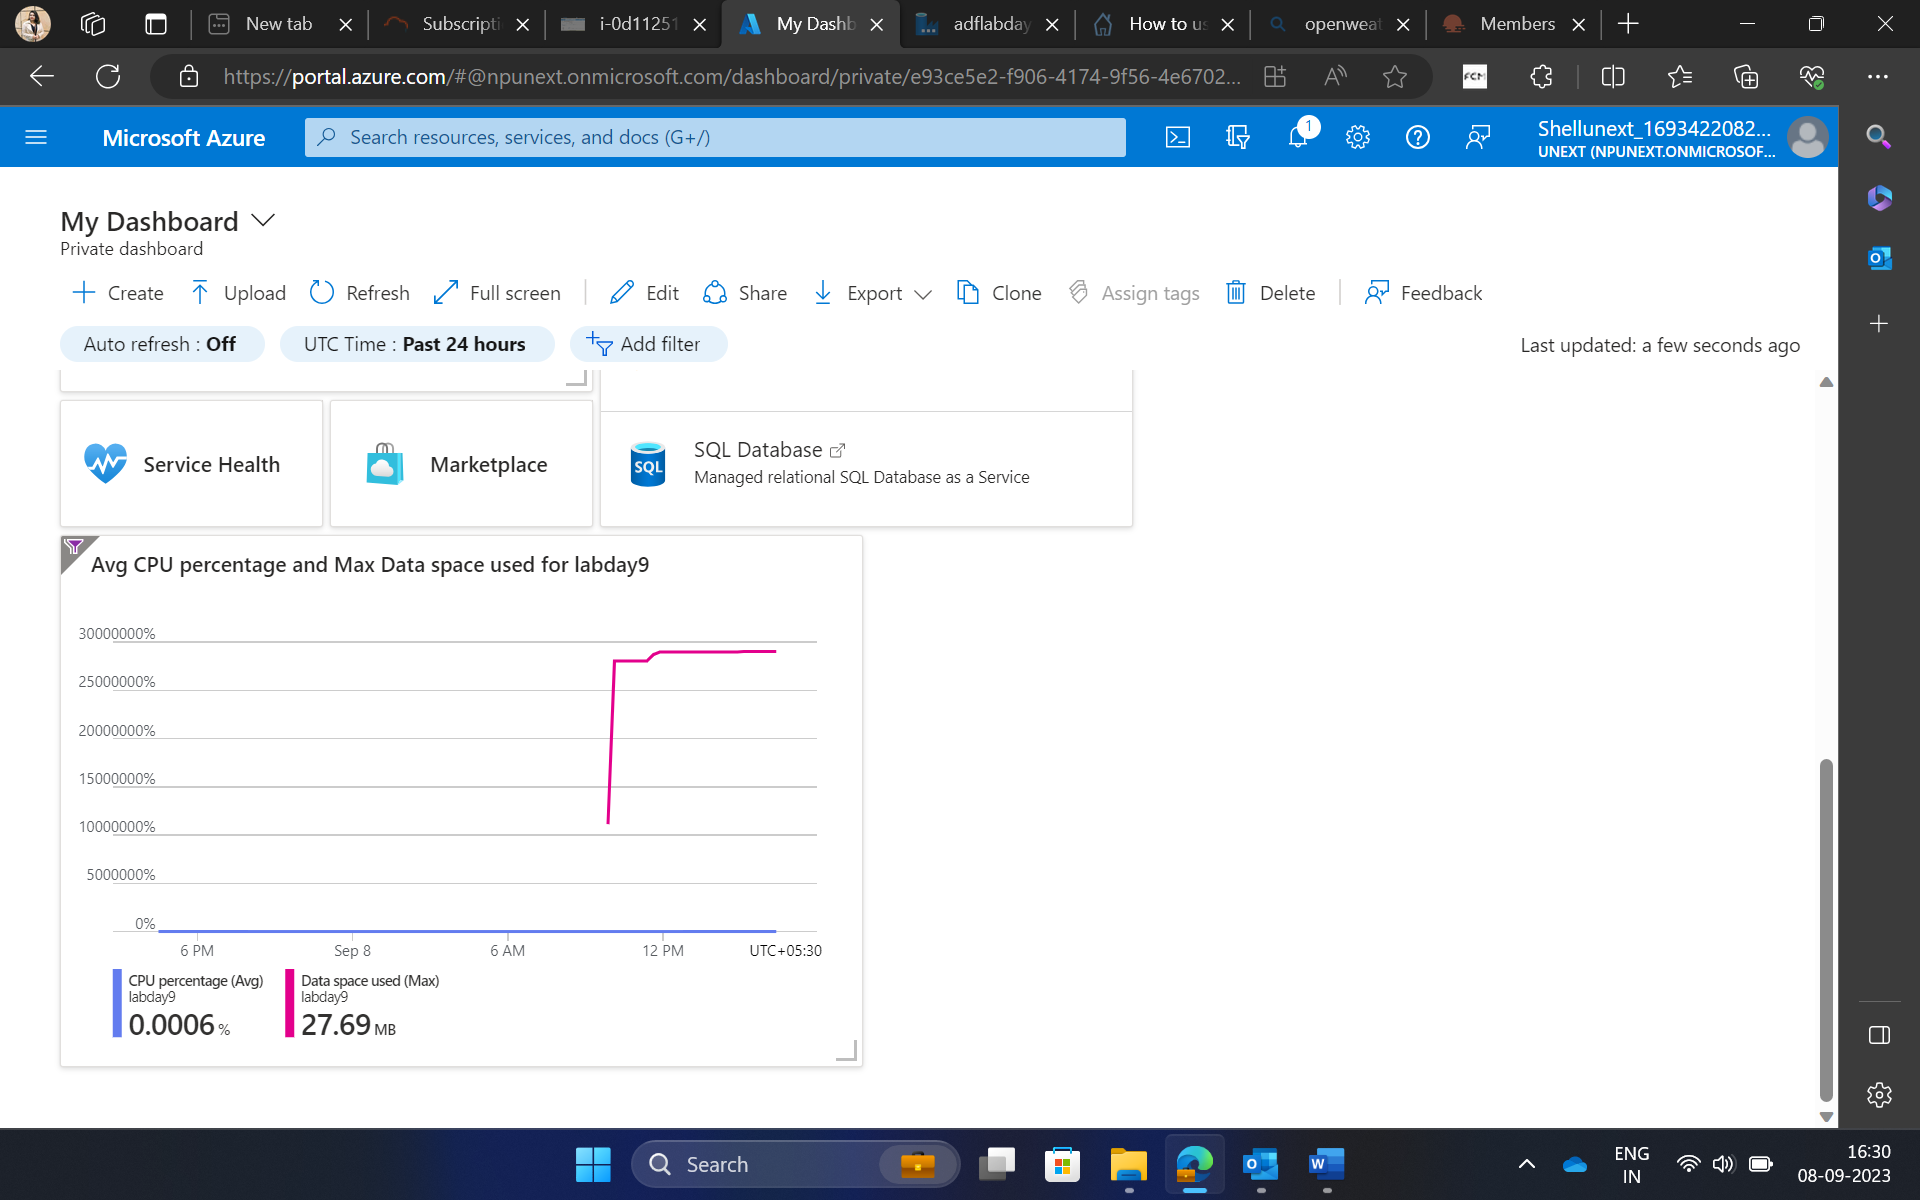 New tab
Subscripti
i-0d11251
My Dashb
adflabday
How to us
openweat
Members
https://portal.azure.com/#@npunext.onmicrosoft.com/dashboard/private/e93ce5e2-f906-4174-9f56-4e6702...
FCM
Microsoft Azure
Search resources, services, and docs (G+/)
1
Shellunext_1693422082...
UNEXT (NPUNEXT.ONMICROSOF...
My Dashboard
Private dashboard
Create
Upload
Refresh
Full screen
Edit
Share
Export
Clone
Assign tags
Delete
Feedback
Auto refresh : Off
UTC Time : Past 24 hours
Add filter
Last updated: a few seconds ago
Service Health
Marketplace
SQL
SQL Database
Managed relational SQL Database as a Service
Avg CPU percentage and Max Data space used for labday9
30000000%
25000000%
20000000%
15000000%
10000000%
5000000%
0%
6 PM
Sep 8
6 AM
12 PM
UTC+05:30
CPU percentage (Avg)
labday9
0.0006 %
Data space used (Max)
labday9
27.69 MB
Search
ENG
IN
16:30
08-09-2023